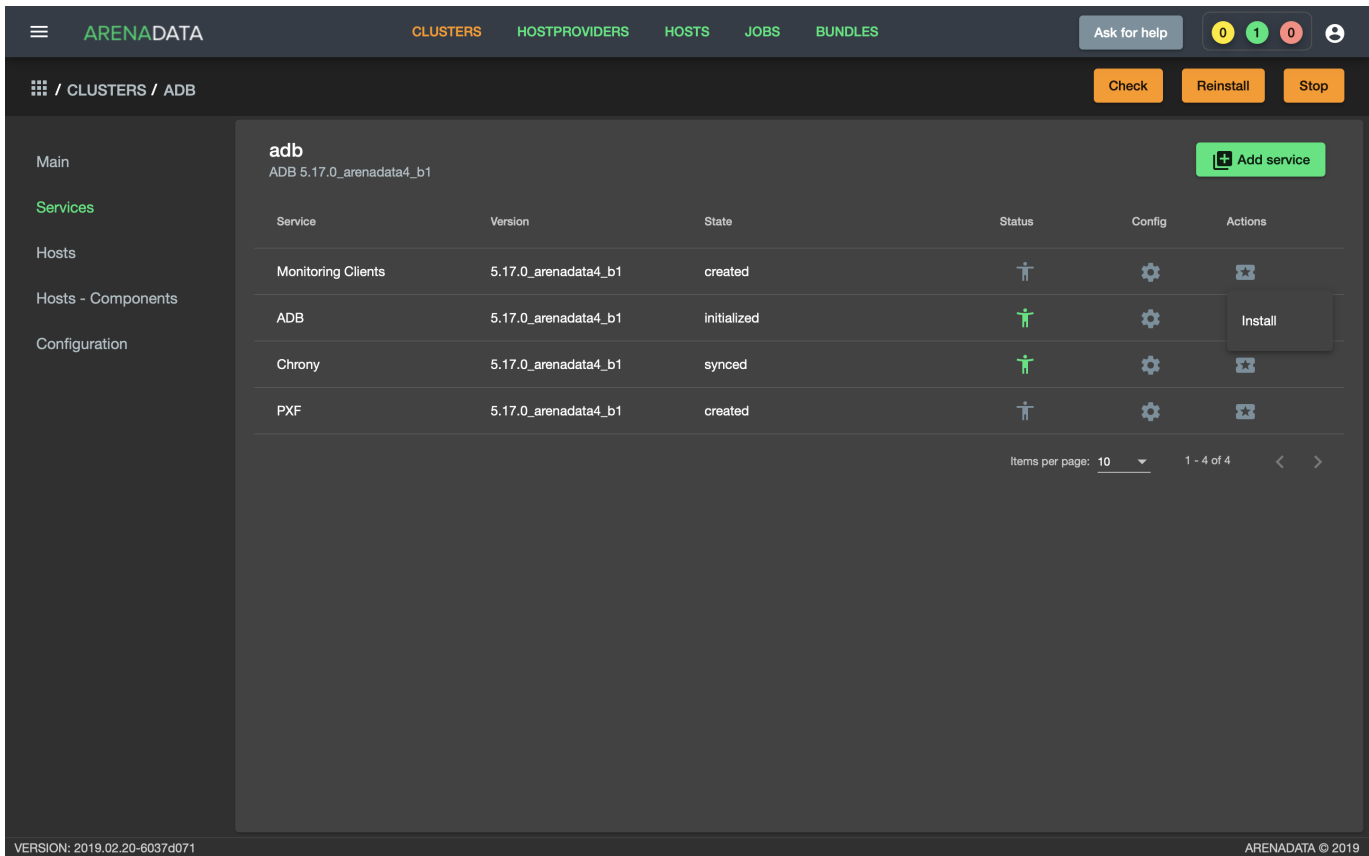 ARENADATA CLUSTERS HOSTPROVIDERS HOSTS JOBS BUNDLES Ask for help 0 1 0
/ CLUSTERS / ADB Check Reinstall Stop
Main
Services
Hosts
Hosts - Components
Configuration
adb
ADB 5.17.0_arenadata4_b1
Add service
Service Version State Status Config Actions
Monitoring Clients 5.17.0_arenadata4_b1 created
ADB 5.17.0_arenadata4_b1 initialized
Install
Chrony 5.17.0_arenadata4_b1 synced
PXF 5.17.0_arenadata4_b1 created
Items per page: 10 1 - 4 of 4
VERSION: 2019.02.20-6037d071 ARENADATA © 2019